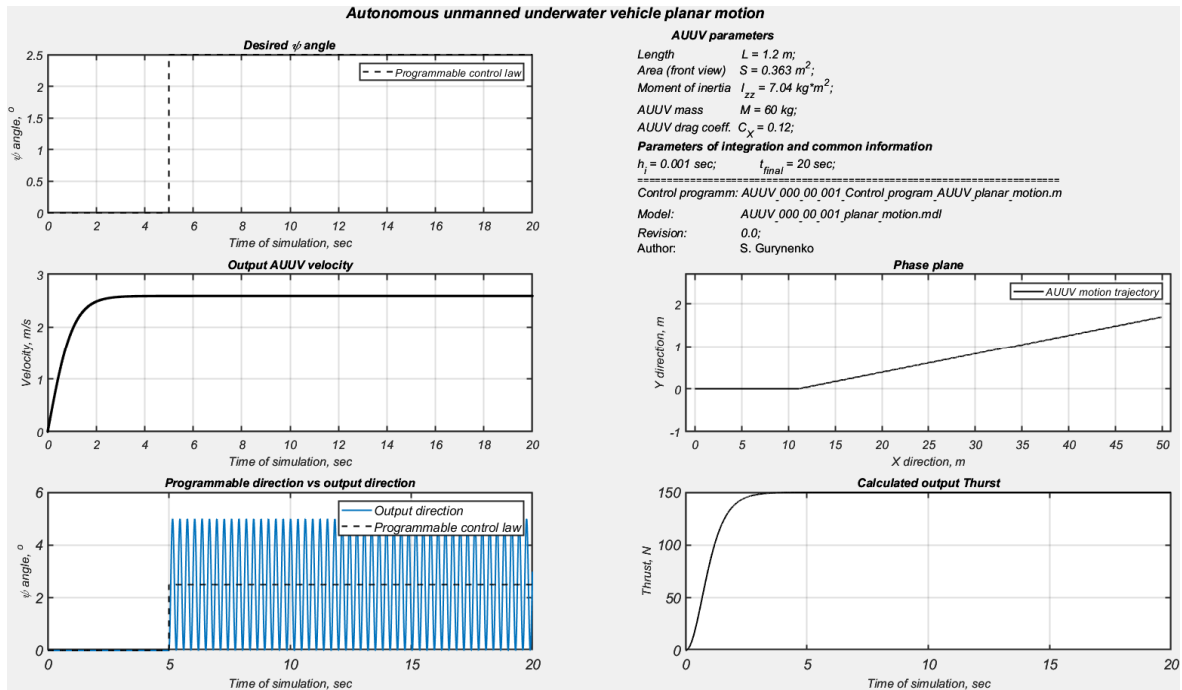 Autonomous unmanned underwater vehicle planar motion
Desired ψ angle
2.5
2
1.5
1
0.5
0
ψ angle, °
Programmable control law
0 2 4 6 8 10 12 14 16 18 20
Time of simulation, sec
AUUV parameters
Length L = 1.2 m;
Area (front view) S = 0.363 m²;
Moment of inertia I_zz = 7.04 kg*m²;
AUUV mass M = 60 kg;
AUUV drag coeff. C_X = 0.12;
Parameters of integration and common information
h_i = 0.001 sec; t_final = 20 sec;
==========================================================================
Control programm: AUUV_000_00_001_Control_program_AUUV_planar_motion.m
Model: AUUV_000_00_001_planar_motion.mdl
Revision: 0.0;
Author: S. Gurynenko
Output AUUV velocity
3
2
1
0
Velocity, m/s
0 2 4 6 8 10 12 14 16 18 20
Time of simulation, sec
Phase plane
2
1
0
-1
Y direction, m
AUUV motion trajectory
0 5 10 15 20 25 30 35 40 45 50
X direction, m
Programmable direction vs output direction
6
4
2
0
ψ angle, °
Output direction
Programmable control law
0 5 10 15 20
Time of simulation, sec
Calculated output Thurst
150
100
50
0
Thrust, N
0 5 10 15 20
Time of simulation, sec